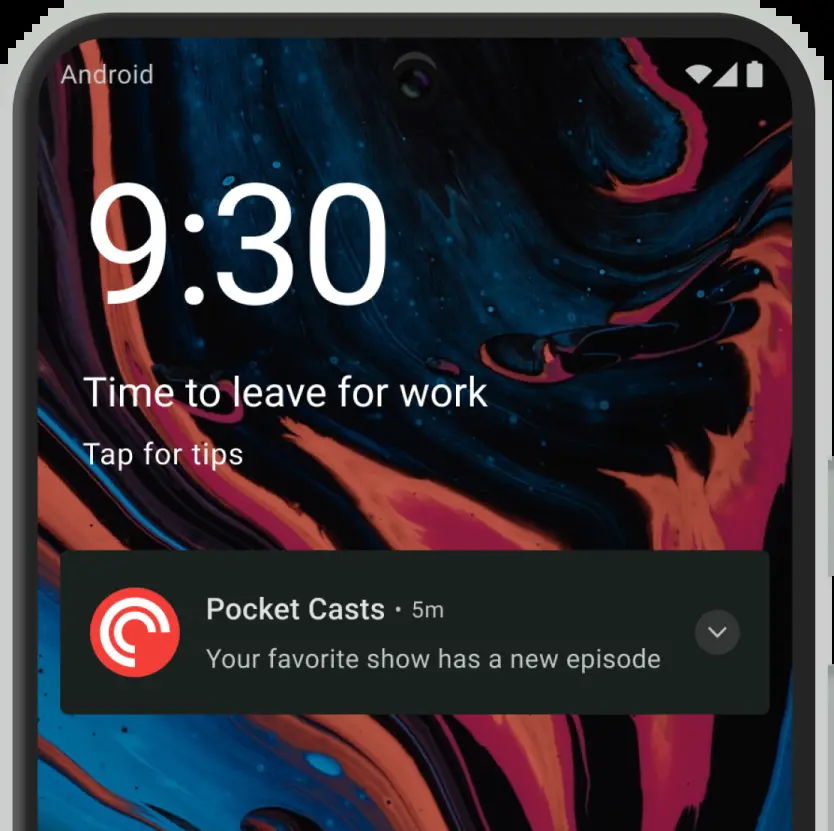 Android
9:30
Time to leave for work
Tap for tips
Pocket Casts • 5m
Your favorite show has a new episode